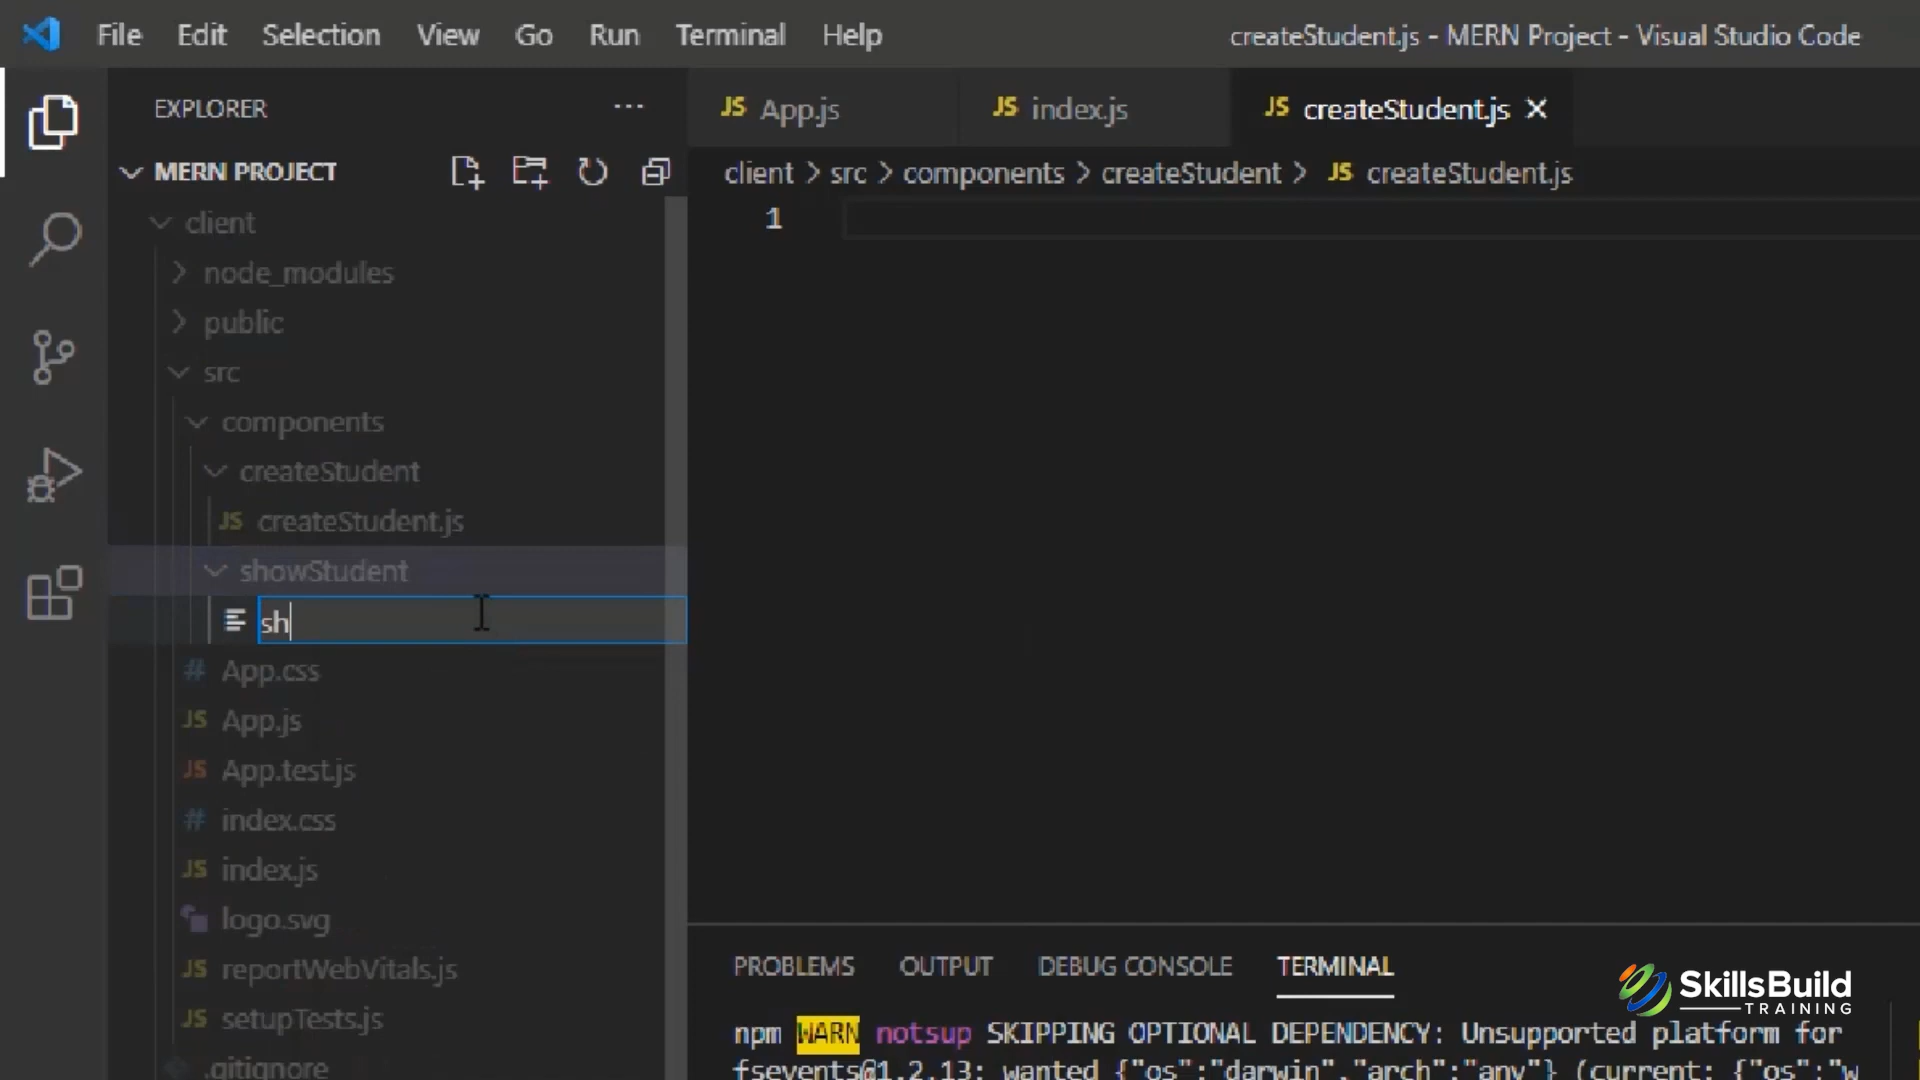 File Edit Selection View Go Run Terminal Help createStudent.js - MERN Project - Visual Studio Code
EXPLORER
JS App.js JS index.js JS createStudent.js
MERN PROJECT
client > src > components > createStudent > JS createStudent.js
1
client
node_modules
public
src
components
createStudent
JS createStudent.js
showStudent
sh
# App.css
JS App.js
JS App.test.js
# index.css
JS index.js
logo.svg
JS reportWebVitals.js
JS setupTests.js
.gitignore
PROBLEMS OUTPUT DEBUG CONSOLE TERMINAL
SkillsBuild
TRAINING
npm WARN notsup SKIPPING OPTIONAL DEPENDENCY: Unsupported platform for
fsevents@1.2.13: wanted {"os":"darwin","arch":"any"} (current: {"os":"w